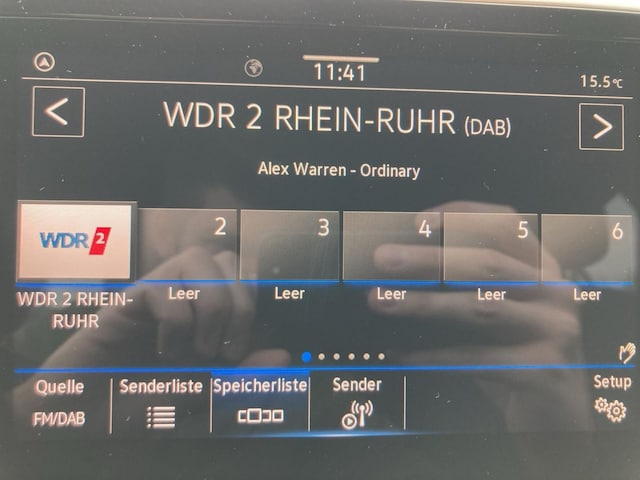 11:41
15.5°C
WDR 2 RHEIN-RUHR (DAB)
Alex Warren - Ordinary
WDR 2
2
3
4
5
6
WDR 2 RHEIN-
RUHR
Leer
Leer
Leer
Leer
Leer
Quelle
Senderliste
Speicherliste
Sender
Setup
FM/DAB